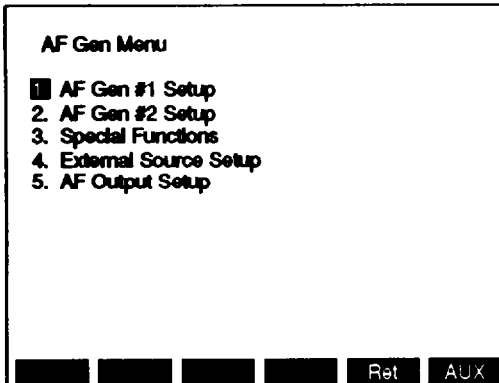 AF Gen Menu
1. AF Gen #1 Setup
2. AF Gen #2 Setup
3. Special Functions
4. External Source Setup
5. AF Output Setup
Ret AUX